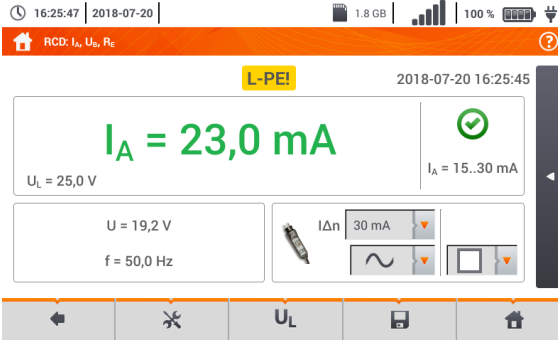 16:25:47 2018-07-20 1.8 GB 100 %
RCD: IA, UB, RE
?
L-PE!
2018-07-20 16:25:45
IA = 23,0 mA
IA = 15..30 mA
UL = 25,0 V
U = 19,2 V
f = 50,0 Hz
IΔn 30 mA
UL